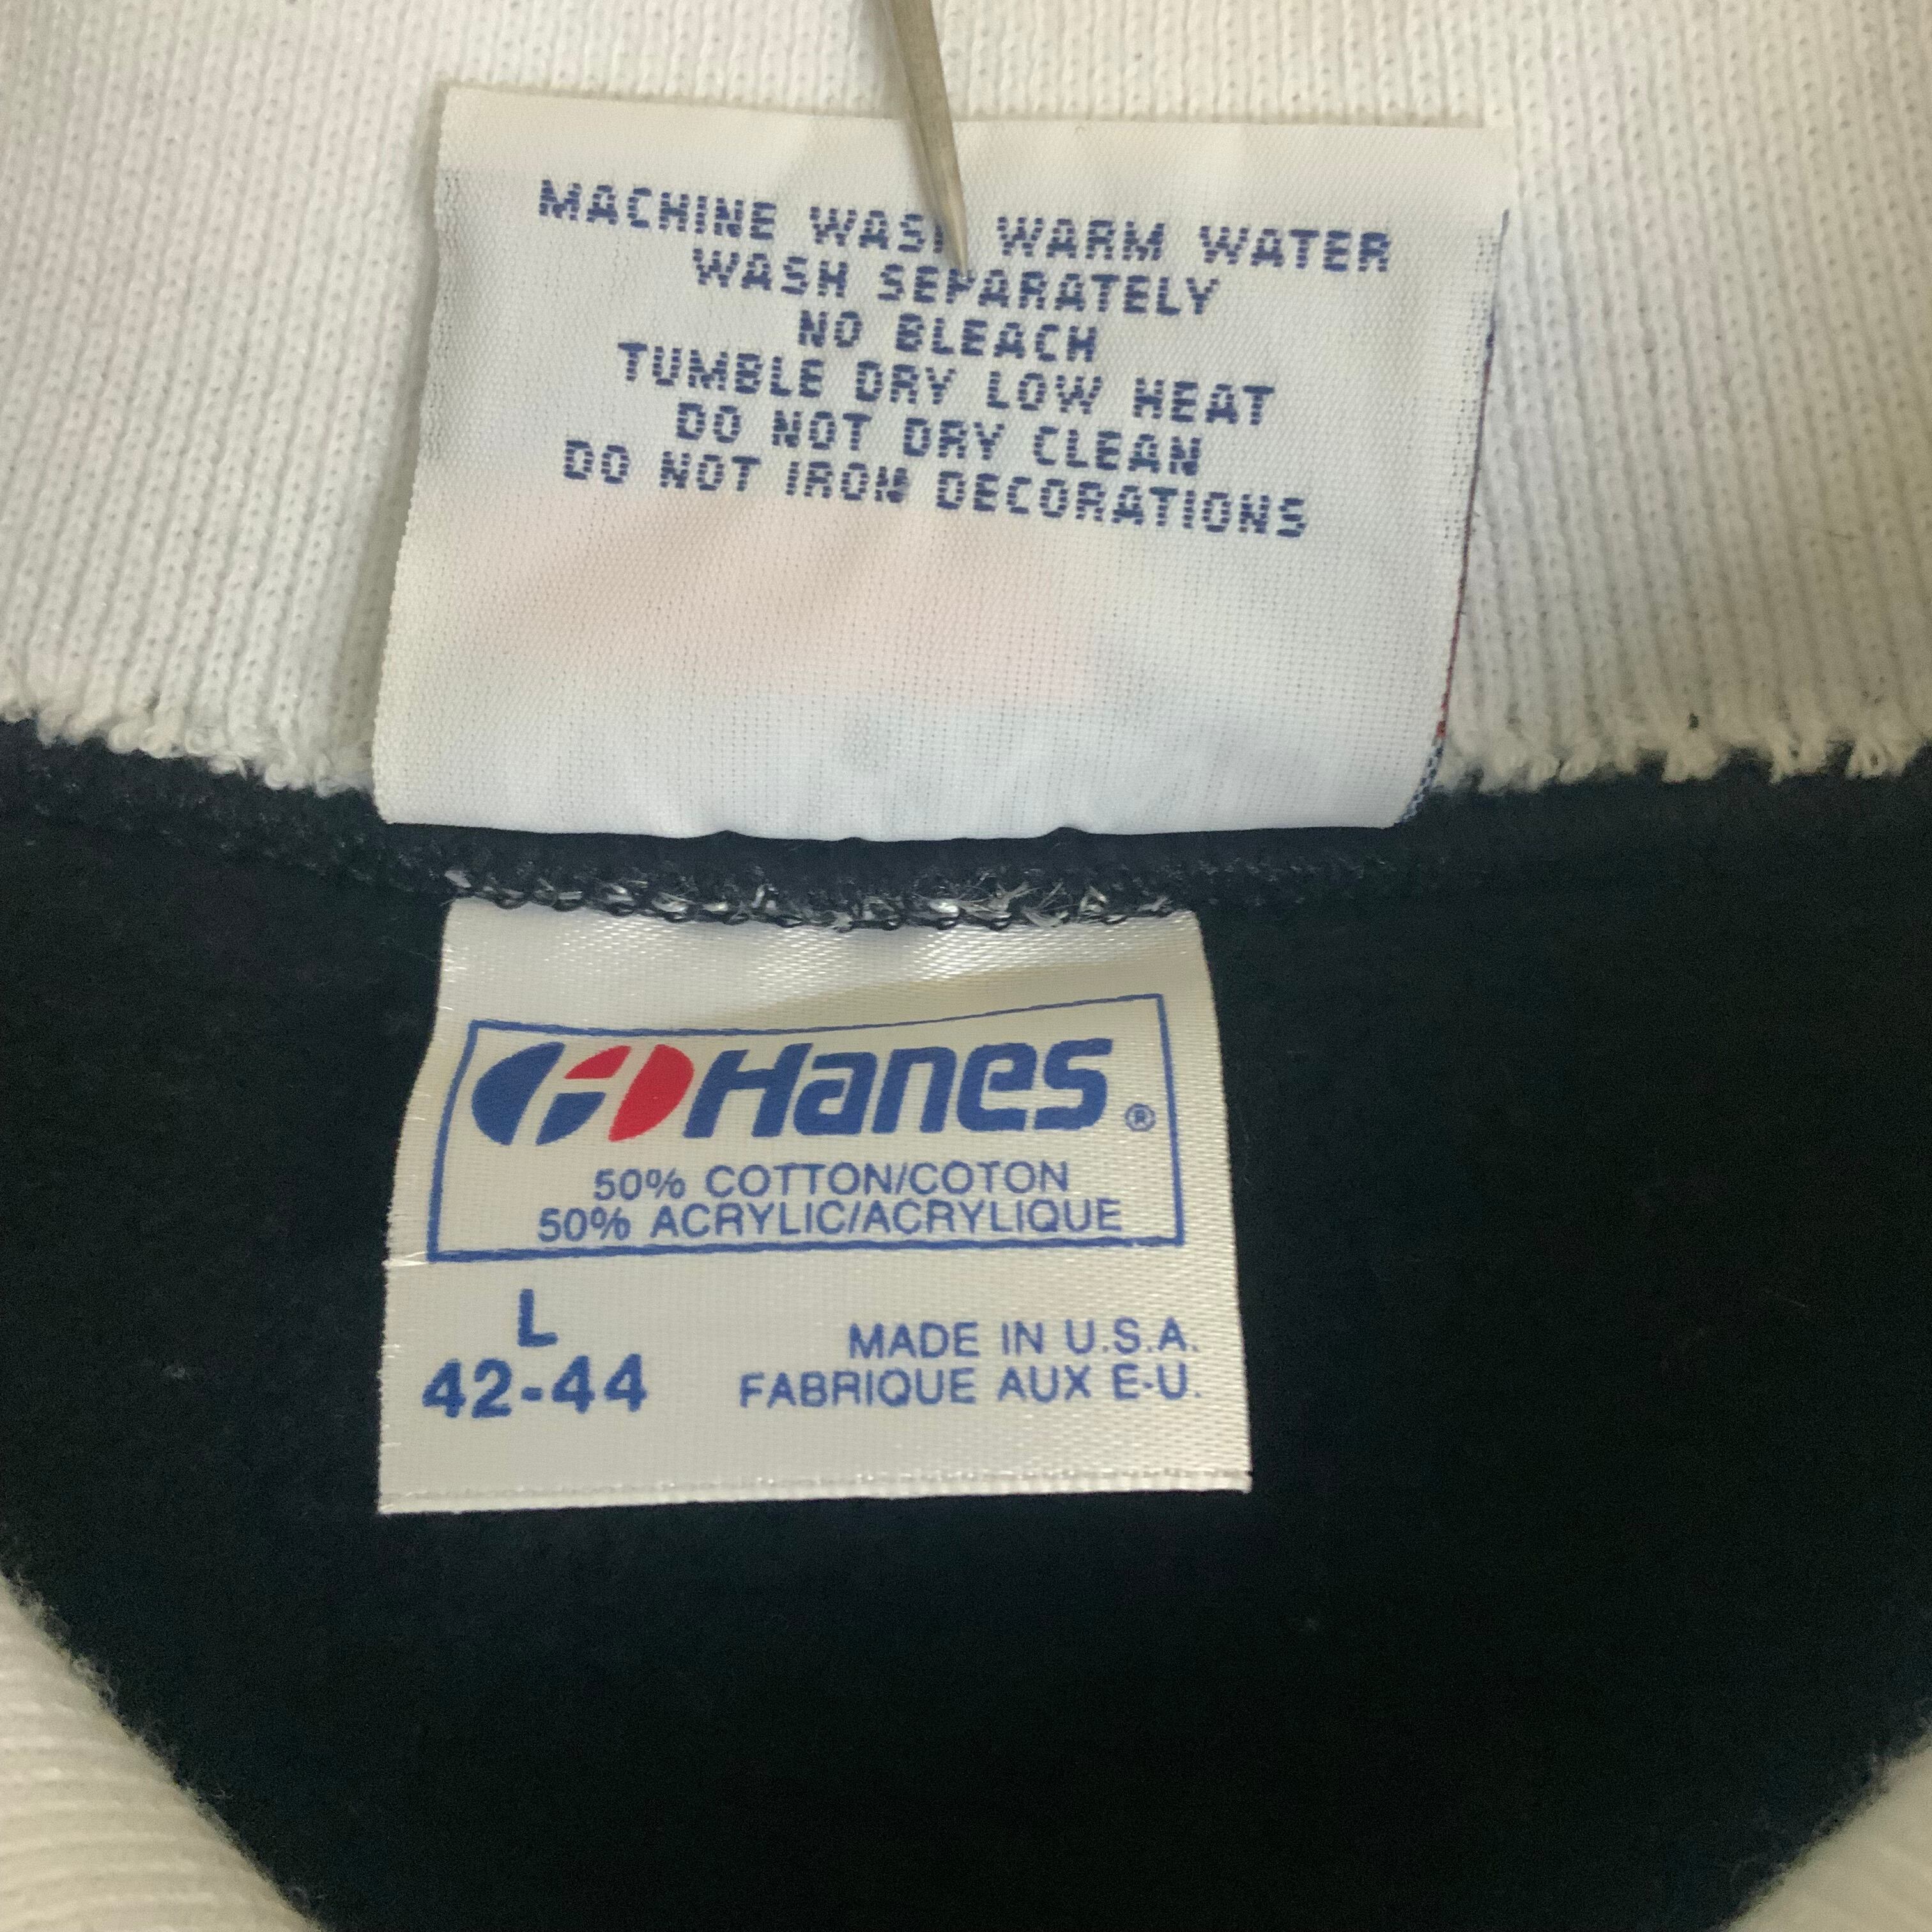 MACHINE WASH WARM WATER
WASH SEPARATELY
NO BLEACH
TUMBLE DRY LOW HEAT
DO NOT DRY CLEAN
DO NOT IRON DECORATIONS
Hanes®
50% COTTON/COTON
50% ACRYLIC/ACRYLIQUE
L
42-44
MADE IN U.S.A.
FABRIQUE AUX E-U.